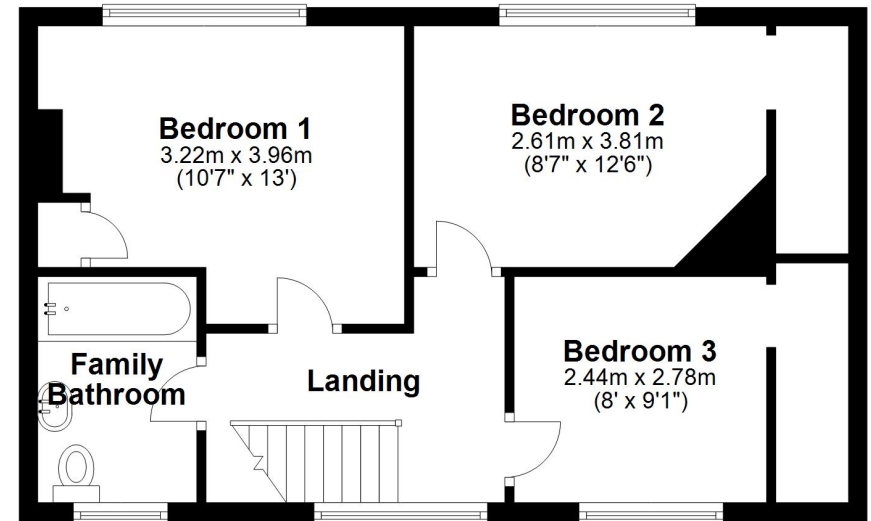 Bedroom 1
3.22m x 3.96m
(10'7" x 13')
Bedroom 2
2.61m x 3.81m
(8'7" x 12'6")
Family
Bathroom
Landing
Bedroom 3
2.44m x 2.78m
(8' x 9'1")